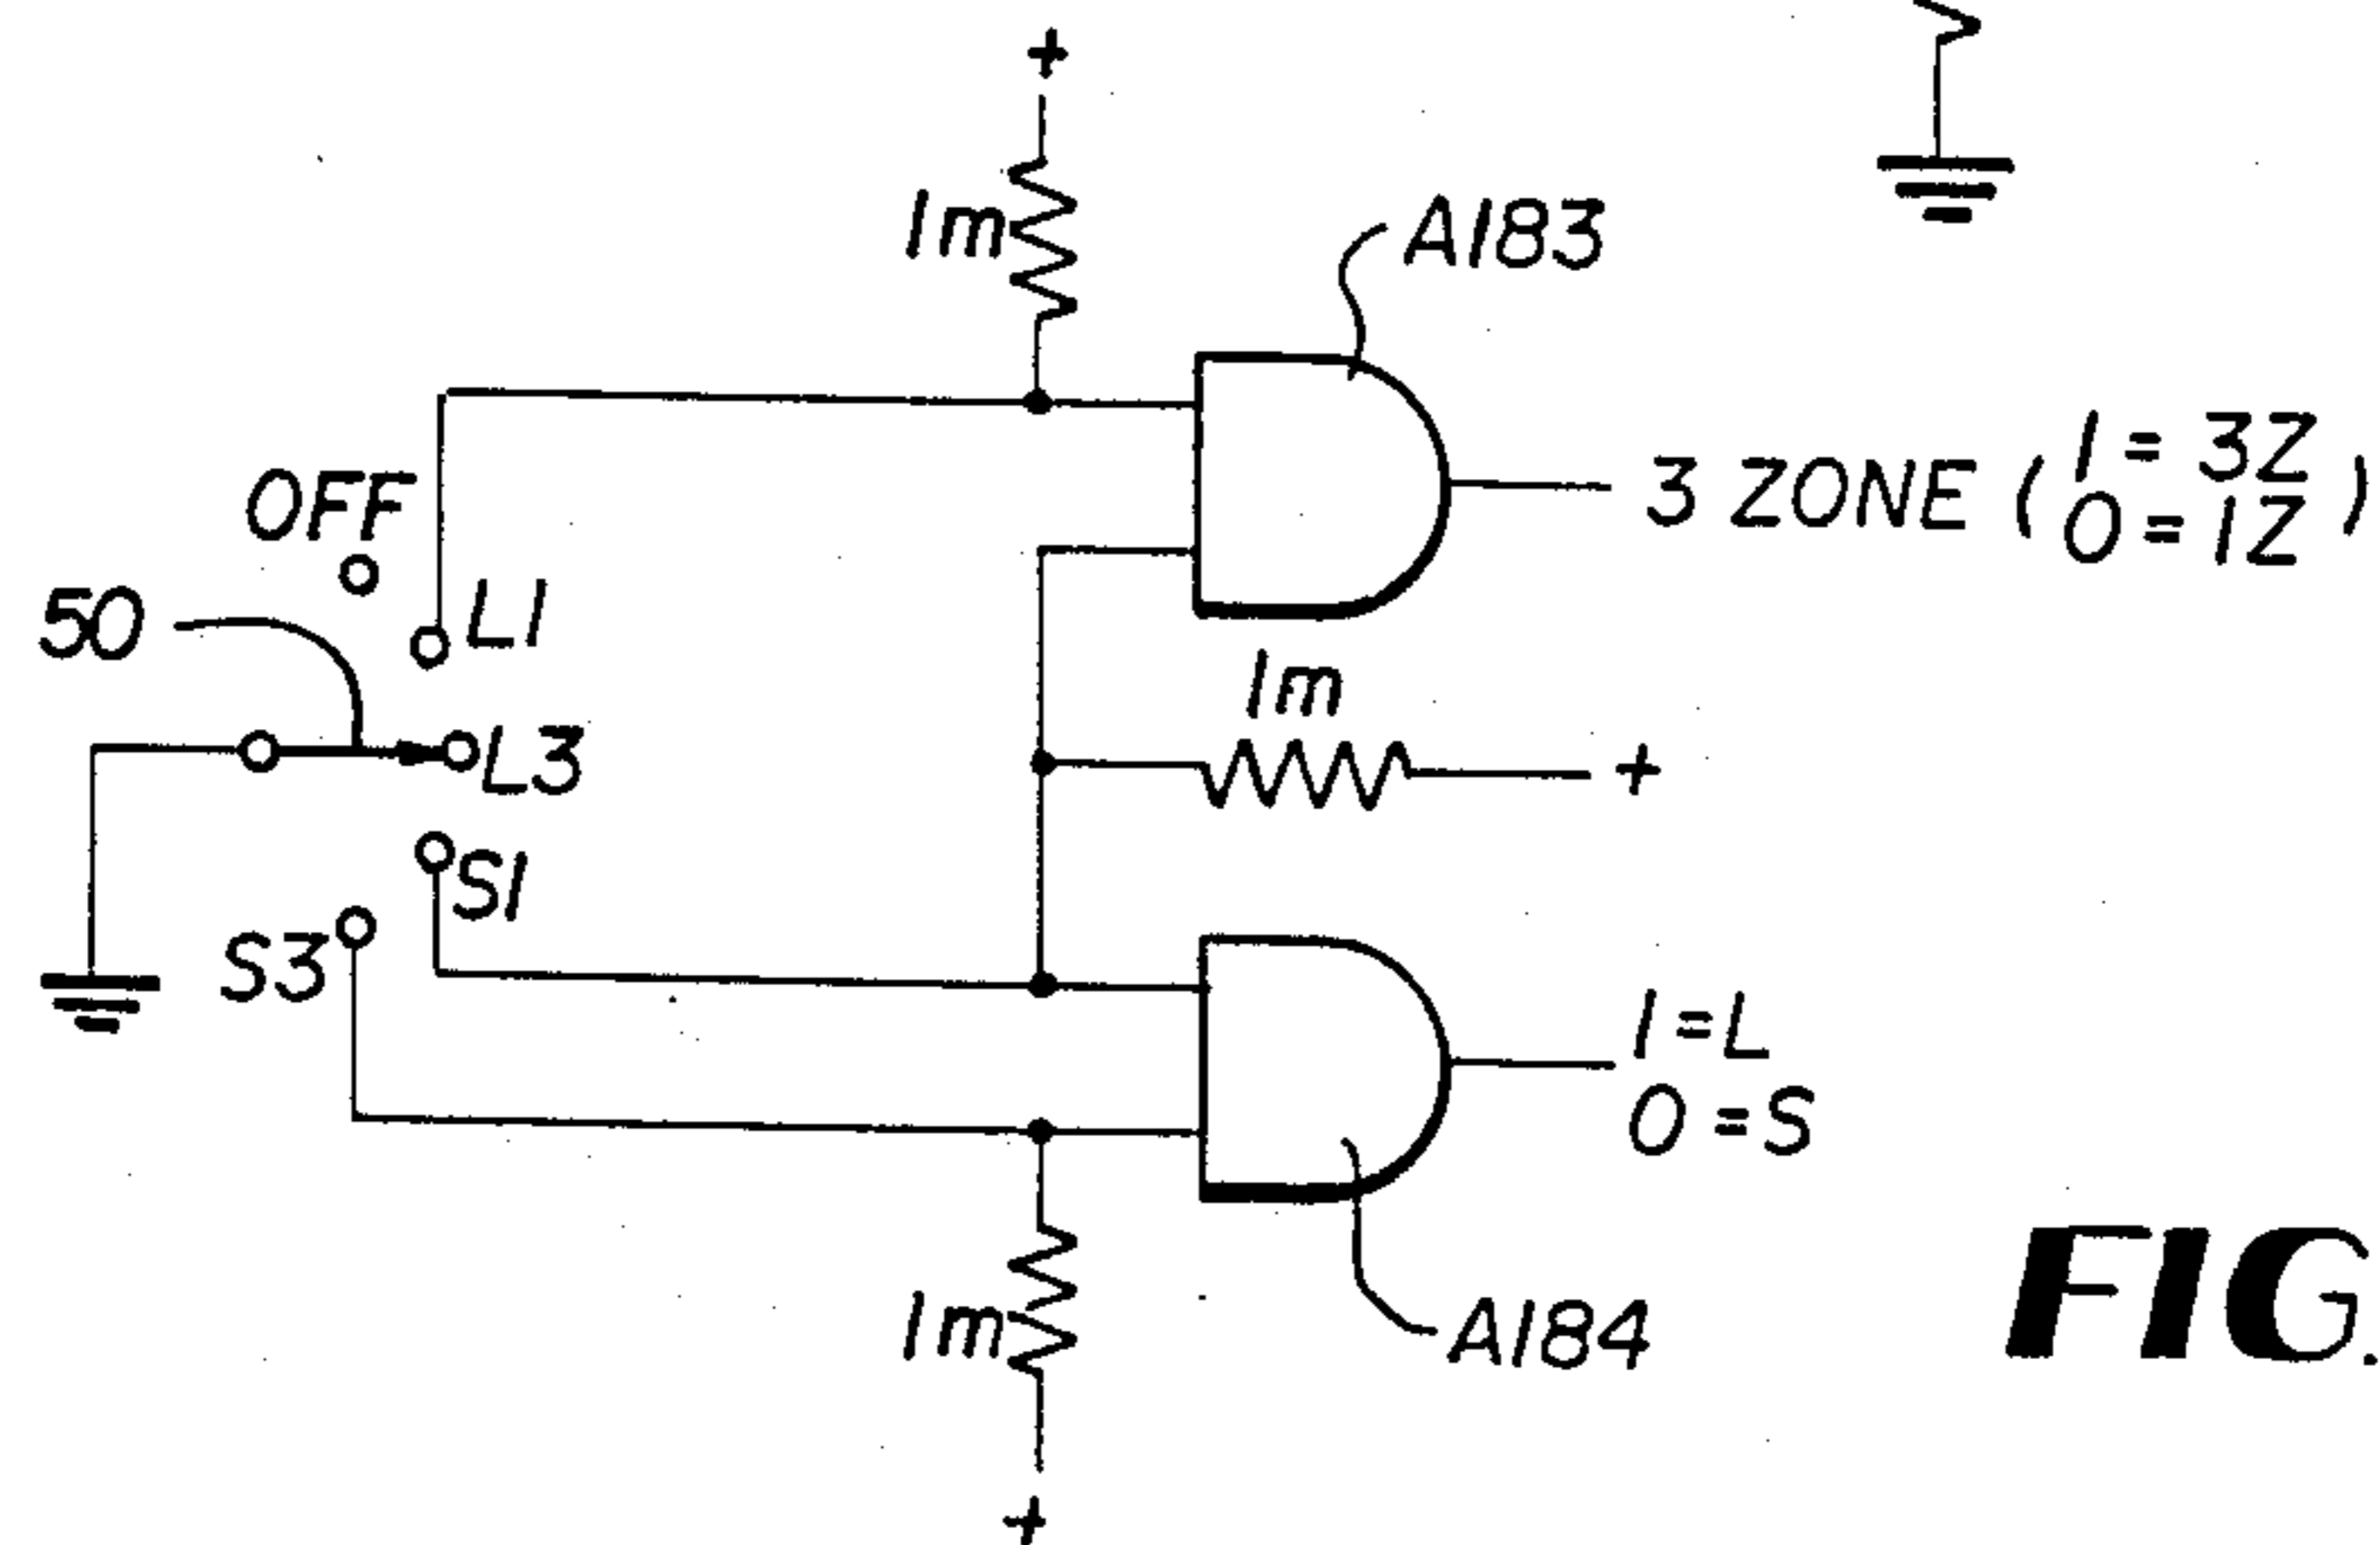 +
1m
A183
OFF
3 ZONE ( 1 = 3Z
0 = 1Z )
50
L1
1m
L3
+
S1
S3
1 = L
0 = S
1m
A184
FIG.
+